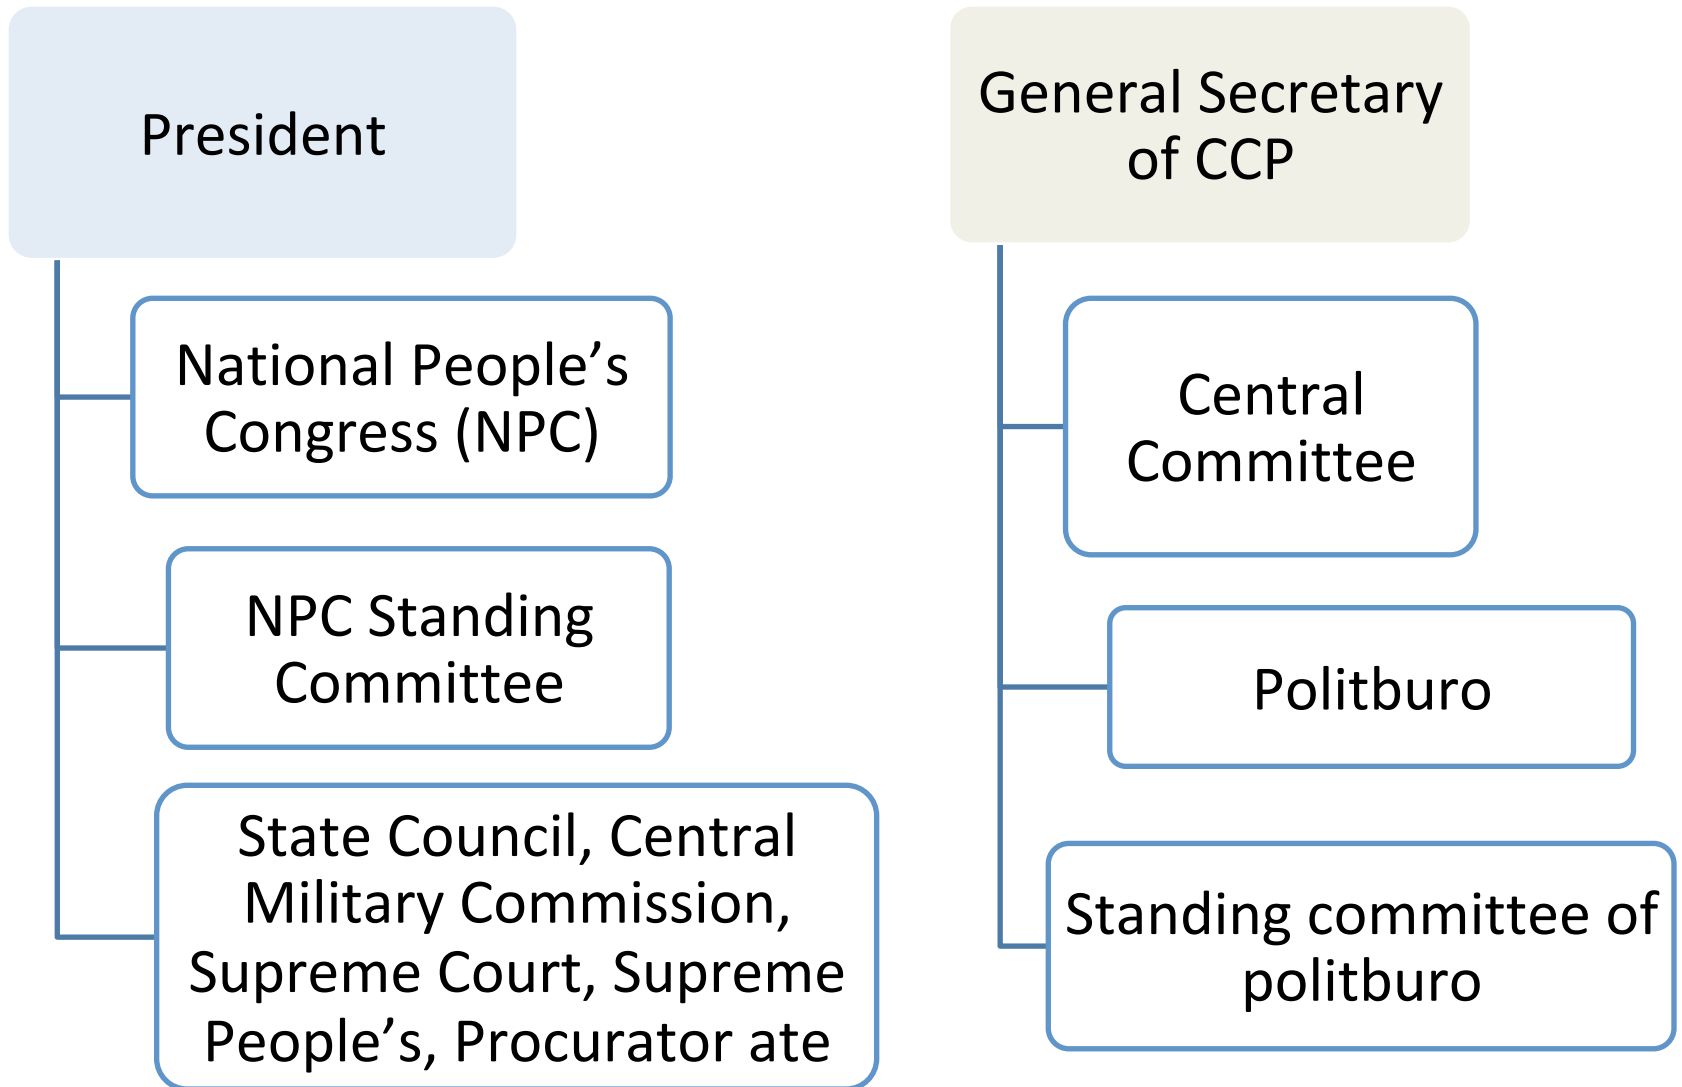 President
National People’s
Congress (NPC)
NPC Standing
Committee
State Council, Central
Military Commission,
Supreme Court, Supreme
People’s, Procurator ate
General Secretary
of CCP
Central
Committee
Politburo
Standing committee of
politburo